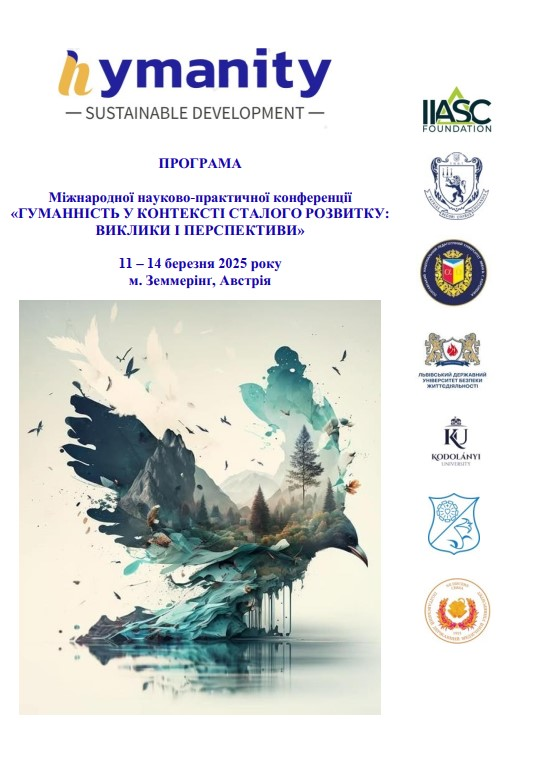 hymanity
— SUSTAINABLE DEVELOPMENT —
ПРОГРАМА
Міжнародної науково-практичної конференції
«ГУМАННІСТЬ У КОНТЕКСТІ СТАЛОГО РОЗВИТКУ:
ВИКЛИКИ І ПЕРСПЕКТИВИ»
11 – 14 березня 2025 року
м. Земмерінг, Австрія
IIASC
FOUNDATION
ЛЬВІВСЬКИЙ ДЕРЖАВНИЙ
УНІВЕРСИТЕТ БЕЗПЕКИ
ЖИТТЄДІЯЛЬНОСТІ
KU
KODOLÁNYI
UNIVERSITY